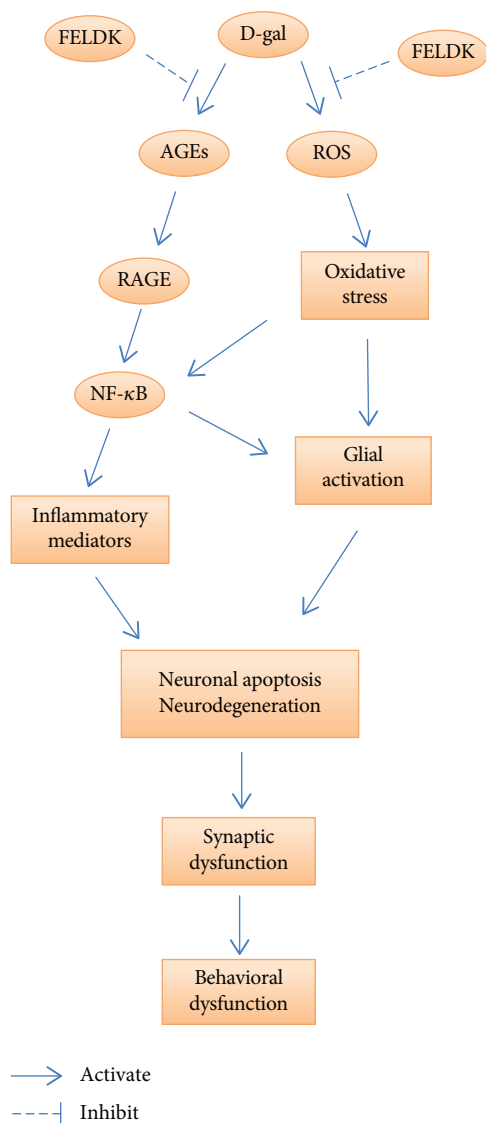 FELDK
D-gal
FELDK
AGEs
ROS
RAGE
Oxidative
stress
NF-κB
Glial
activation
Inflammatory
mediators
Neuronal apoptosis
Neurodegeneration
Synaptic
dysfunction
Behavioral
dysfunction
Activate
Inhibit